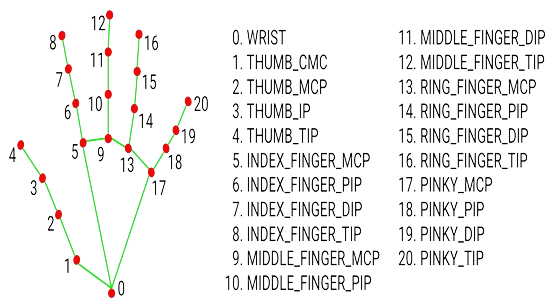 12
8
16
11
7
15
10
6
14
20
19
5
9
13
18
4
3
17
2
1
0
0. WRIST
1. THUMB_CMC
2. THUMB_MCP
3. THUMB_IP
4. THUMB_TIP
5. INDEX_FINGER_MCP
6. INDEX_FINGER_PIP
7. INDEX_FINGER_DIP
8. INDEX_FINGER_TIP
9. MIDDLE_FINGER_MCP
10. MIDDLE_FINGER_PIP
11. MIDDLE_FINGER_DIP
12. MIDDLE_FINGER_TIP
13. RING_FINGER_MCP
14. RING_FINGER_PIP
15. RING_FINGER_DIP
16. RING_FINGER_TIP
17. PINKY_MCP
18. PINKY_PIP
19. PINKY_DIP
20. PINKY_TIP